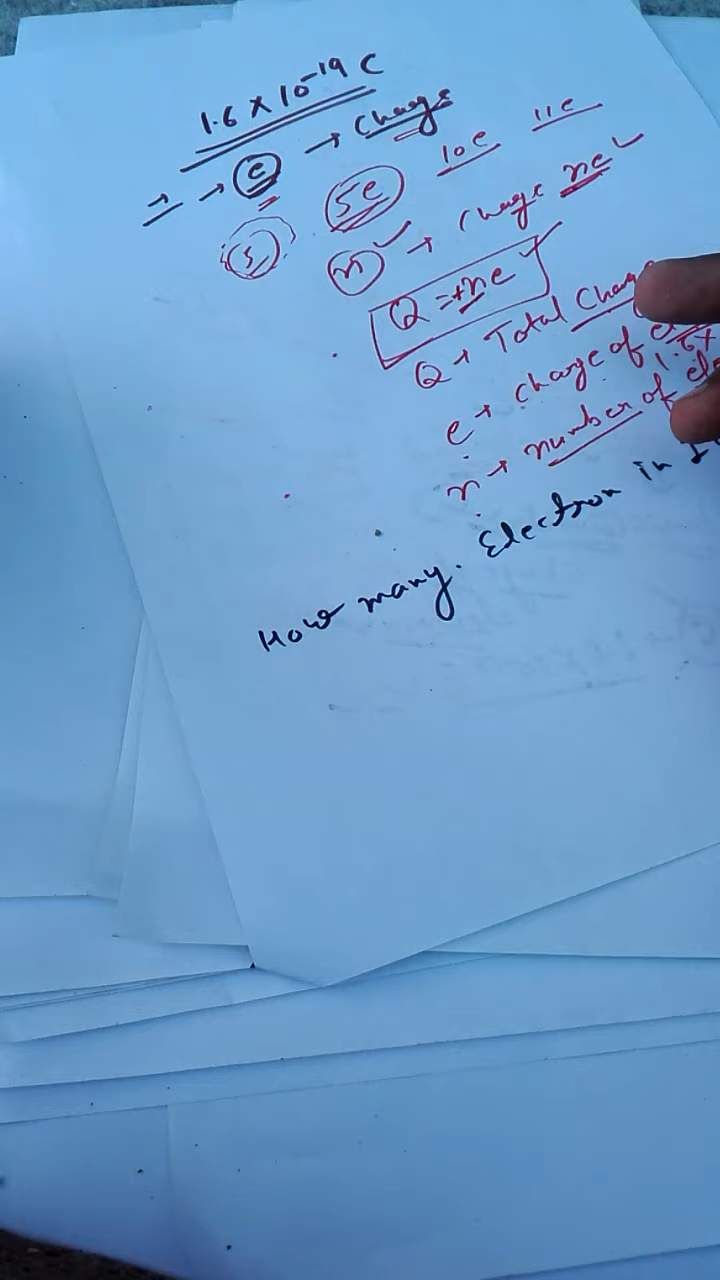 1.6 X 10⁻¹⁹ C
→ → e → Charge
5 5e 10e 11e
n → Charge ne
Q = +ne
Q → Total
e → Charge of
n → number of
How many. Electron in